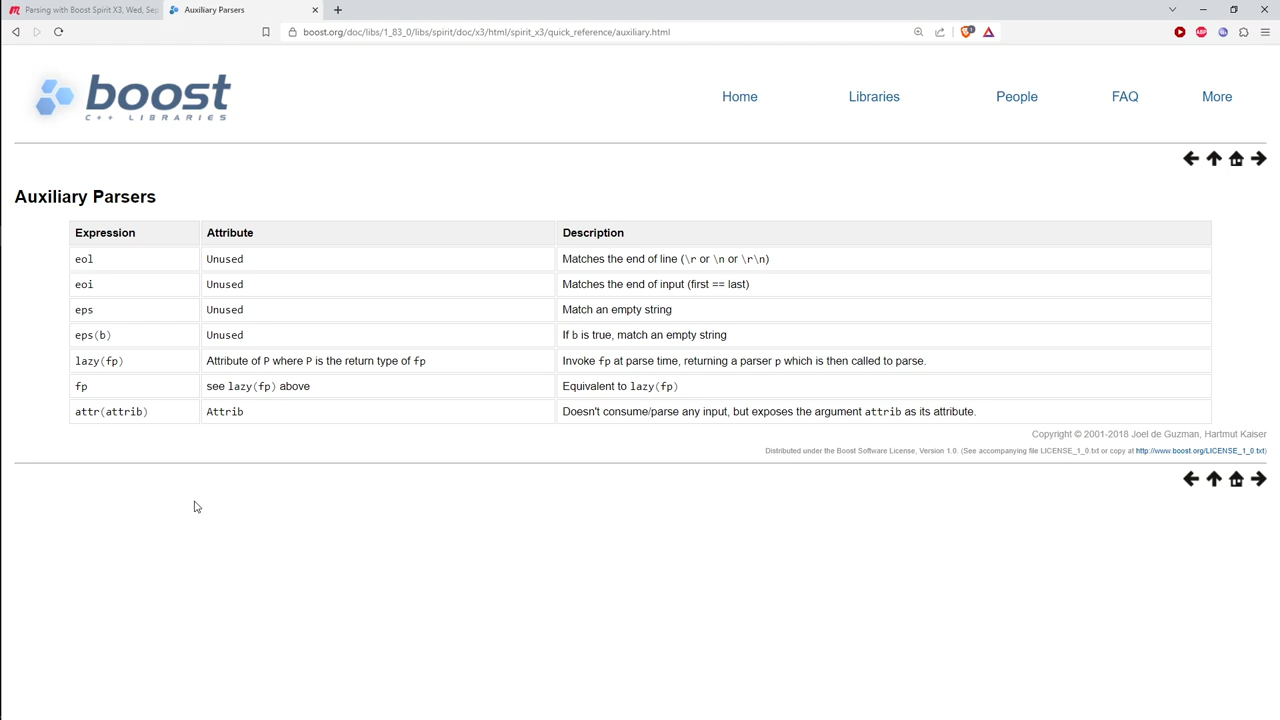 Parsing with Boost Spirit X3, Wed, Sep
Auxiliary Parsers
boost.org/doc/libs/1_83_0/libs/spirit/doc/x3/html/spirit_x3/quick_reference/auxiliary.html
1
ABP
boost
C++ LIBRARIES
Home Libraries People FAQ More
Auxiliary Parsers
Expression Attribute Description
eol Unused Matches the end of line (\r or \n or \r\n)
eoi Unused Matches the end of input (first == last)
eps Unused Match an empty string
eps(b) Unused If b is true, match an empty string
lazy(fp) Attribute of P where P is the return type of fp Invoke fp at parse time, returning a parser p which is then called to parse.
fp see lazy(fp) above Equivalent to lazy(fp)
attr(attrib) Attrib Doesn't consume/parse any input, but exposes the argument attrib as its attribute.
Copyright © 2001-2018 Joel de Guzman, Hartmut Kaiser
Distributed under the Boost Software License, Version 1.0. (See accompanying file LICENSE_1_0.txt or copy at http://www.boost.org/LICENSE_1_0.txt)